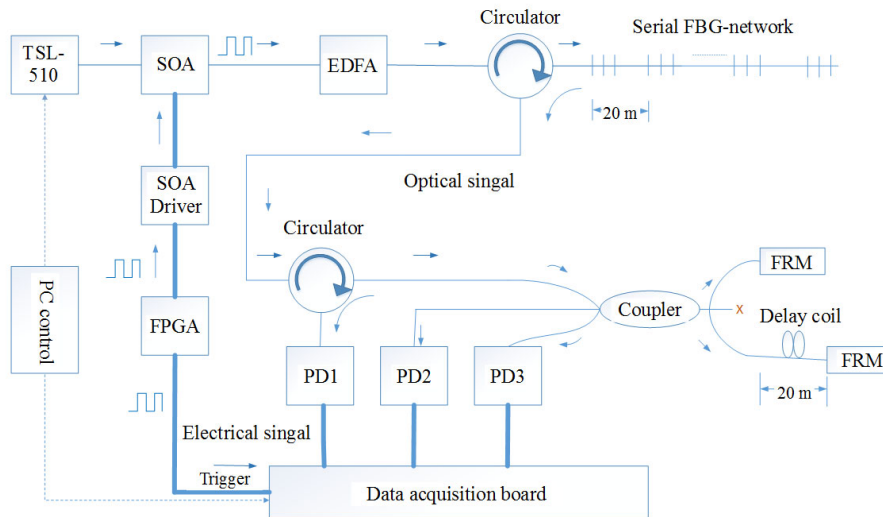 Circulator
Serial FBG-network
TSL-
510
SOA
EDFA
20 m
Optical singal
SOA
Driver
Circulator
FRM
PC control
FPGA
Coupler
X
Delay coil
PD1
PD2
PD3
FRM
20 m
Electrical singal
Trigger
Data acquisition board